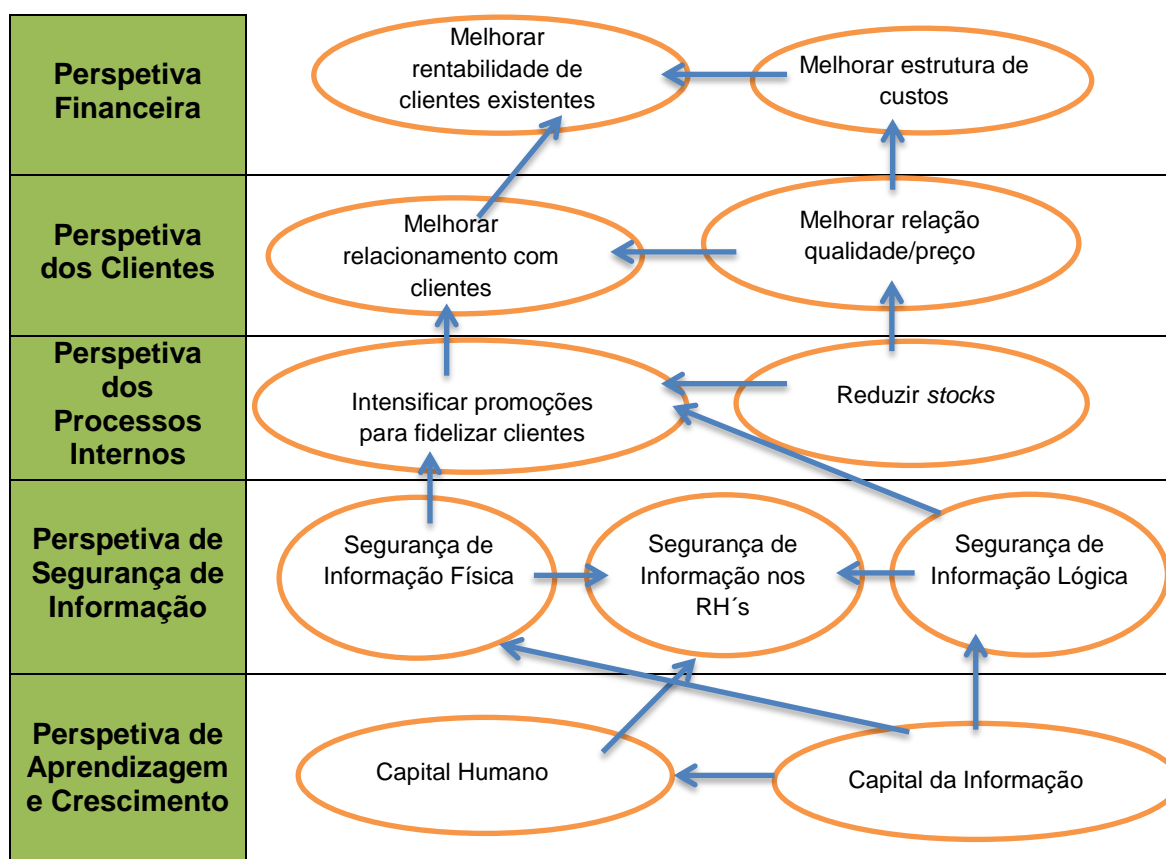 Perspetiva
Financeira
Melhorar
rentabilidade de
clientes existentes
Melhorar estrutura de
custos
Perspetiva
dos Clientes
Melhorar
relacionamento com
clientes
Melhorar relação
qualidade/preço
Perspetiva
dos
Processos
Internos
Intensificar promoções
para fidelizar clientes
Reduzir stocks
Perspetiva de
Segurança de
Informação
Segurança de
Informação Física
Segurança de
Informação nos
RH´s
Segurança de
Informação Lógica
Perspetiva de
Aprendizagem
e Crescimento
Capital Humano
Capital da Informação